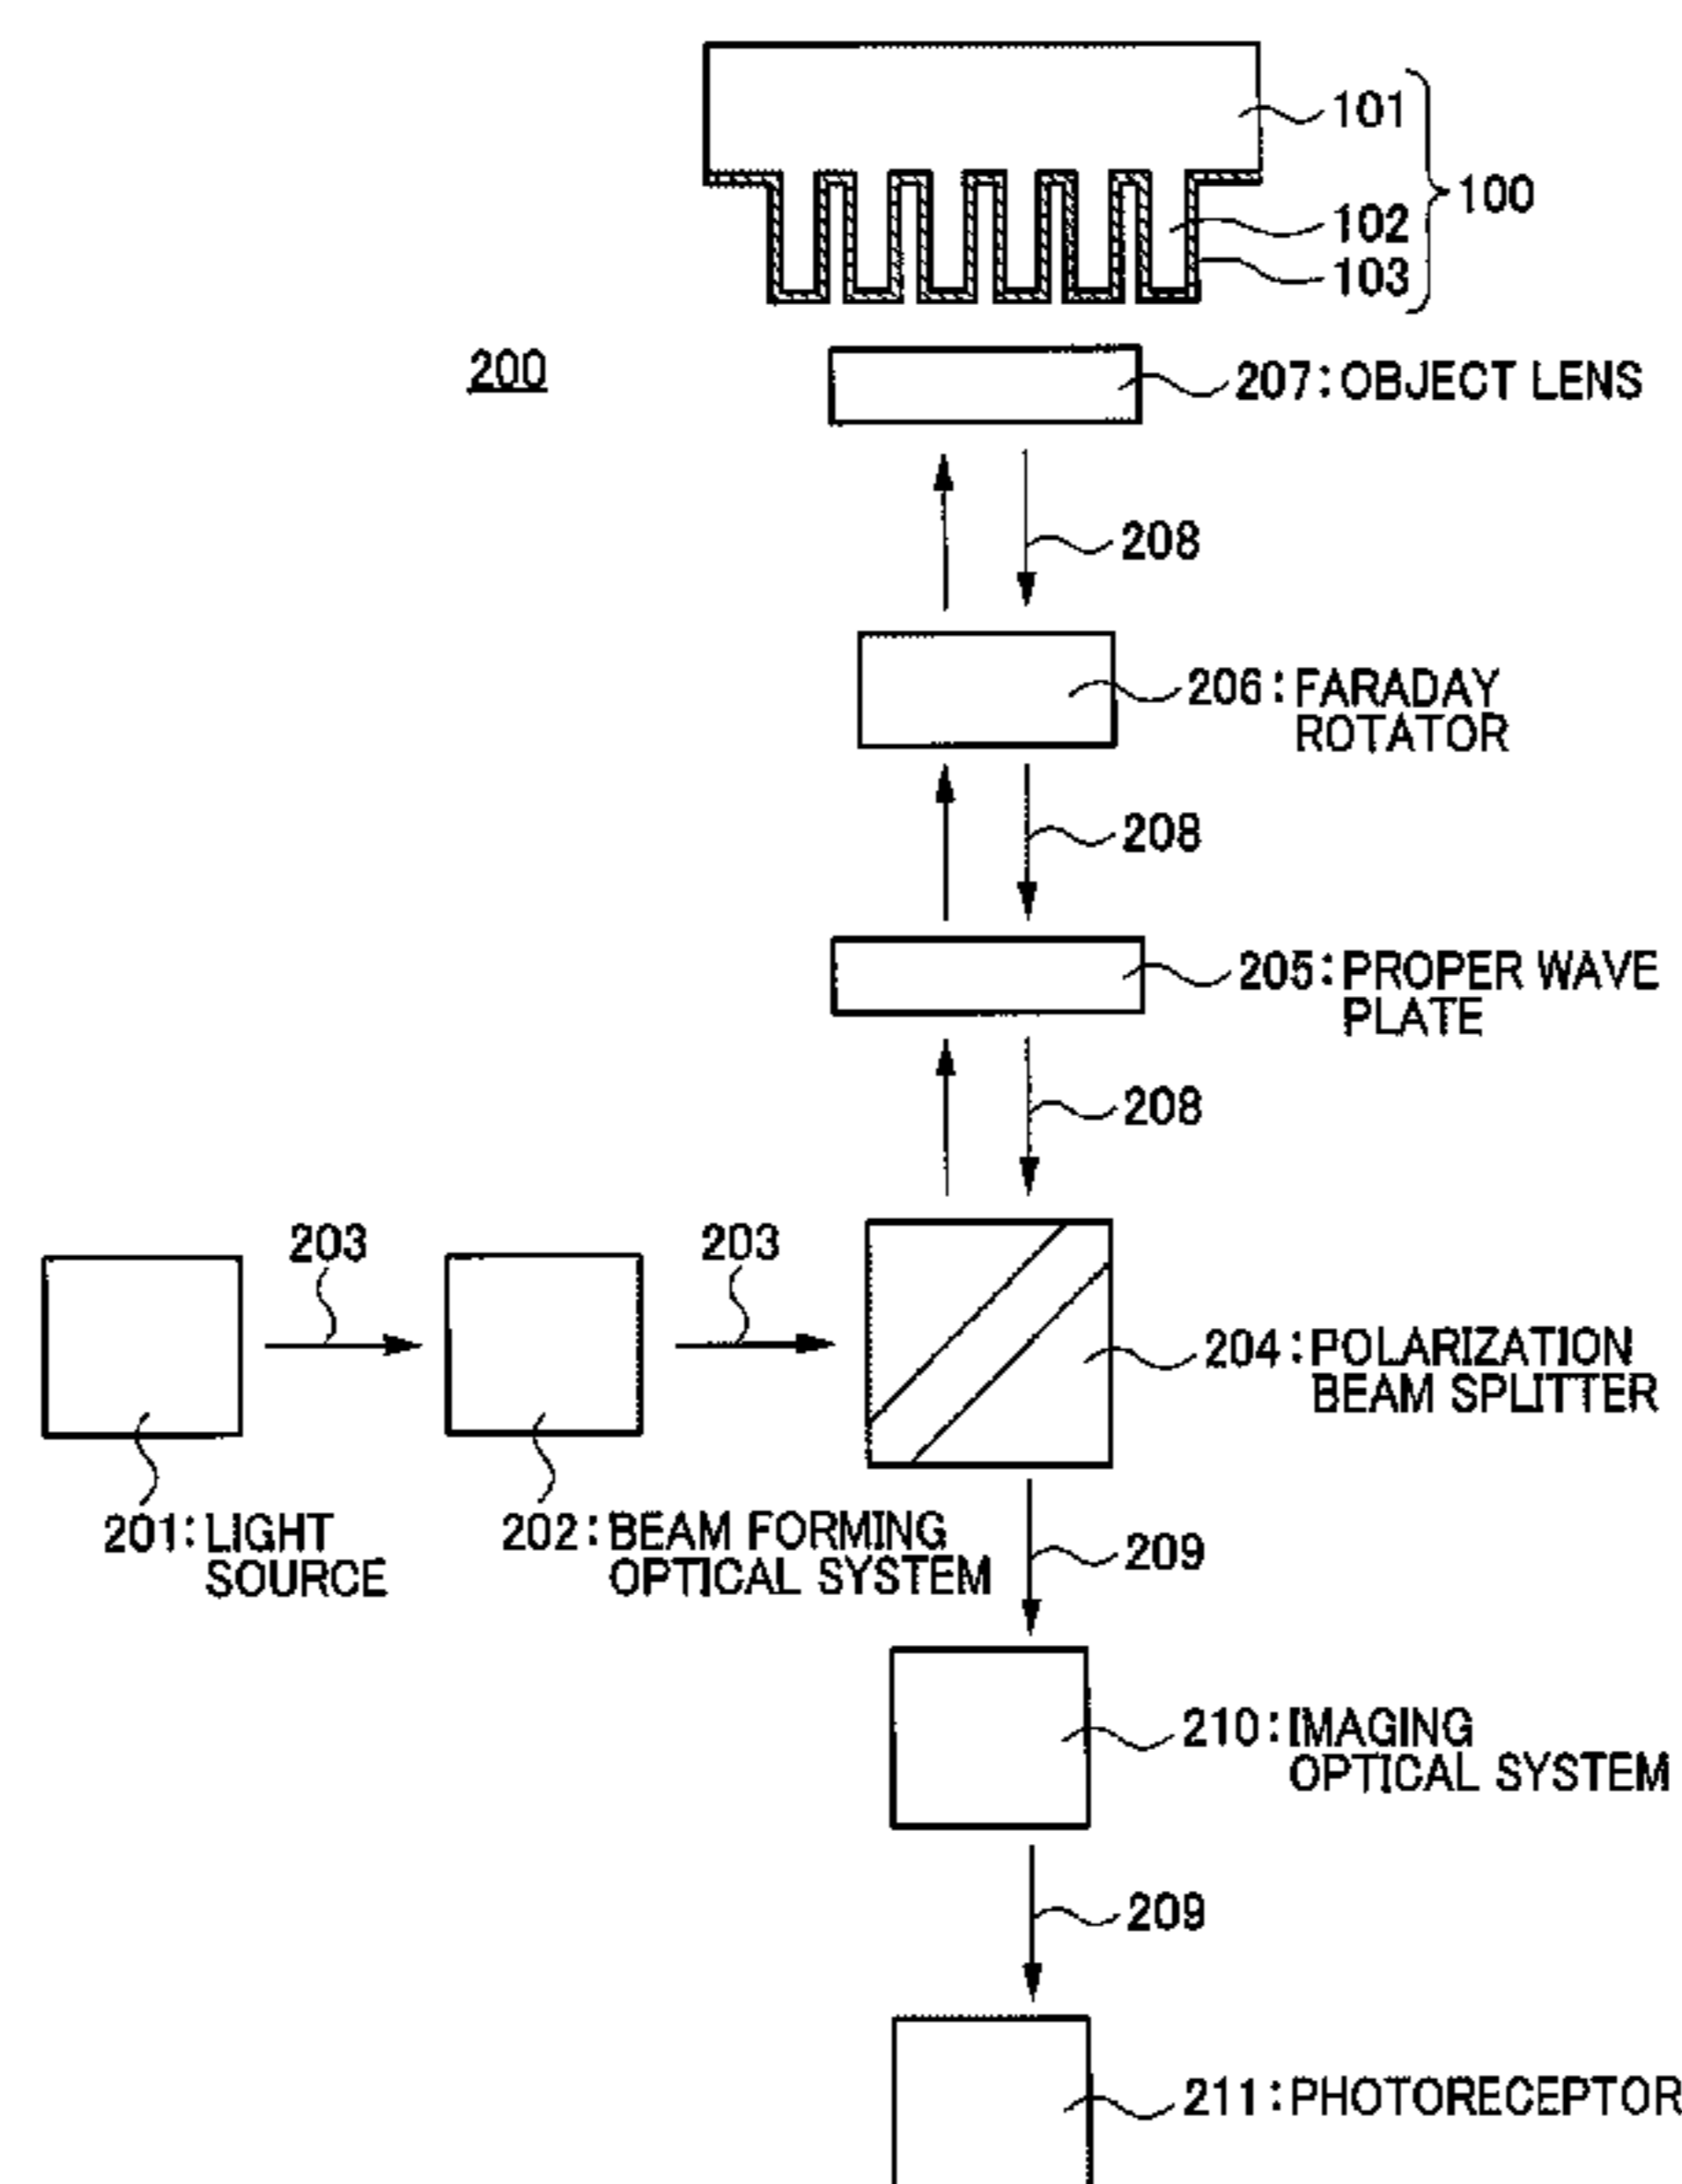 101
100
102
103
200
207: OBJECT LENS
208
206: FARADAY
ROTATOR
208
205: PROPER WAVE
PLATE
208
203
203
204: POLARIZATION
BEAM SPLITTER
201: LIGHT
SOURCE
202: BEAM FORMING
OPTICAL SYSTEM
209
210: IMAGING
OPTICAL SYSTEM
209
211: PHOTORECEPTOR